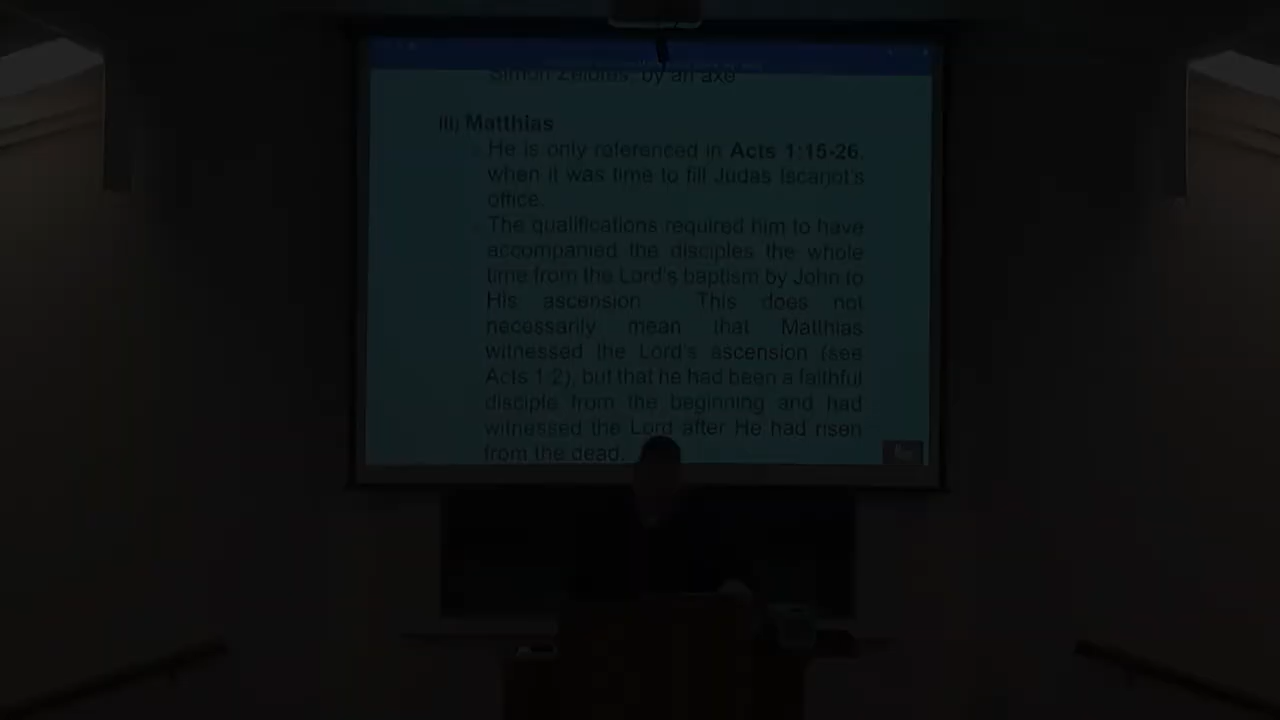 Simon Zelotes, by an axe
iii) Matthias
He is only referenced in Acts 1:15-26,
when it was time to fill Judas Iscariot's
office.
The qualifications required him to have
accompanied the disciples the whole
time from the Lord's baptism by John to
His ascension This does not
necessarily mean that Matthias
witnessed the Lord's ascension (see
Acts 1:2), but that he had been a faithful
disciple from the beginning and had
witnessed the Lord after He had risen
from the dead.